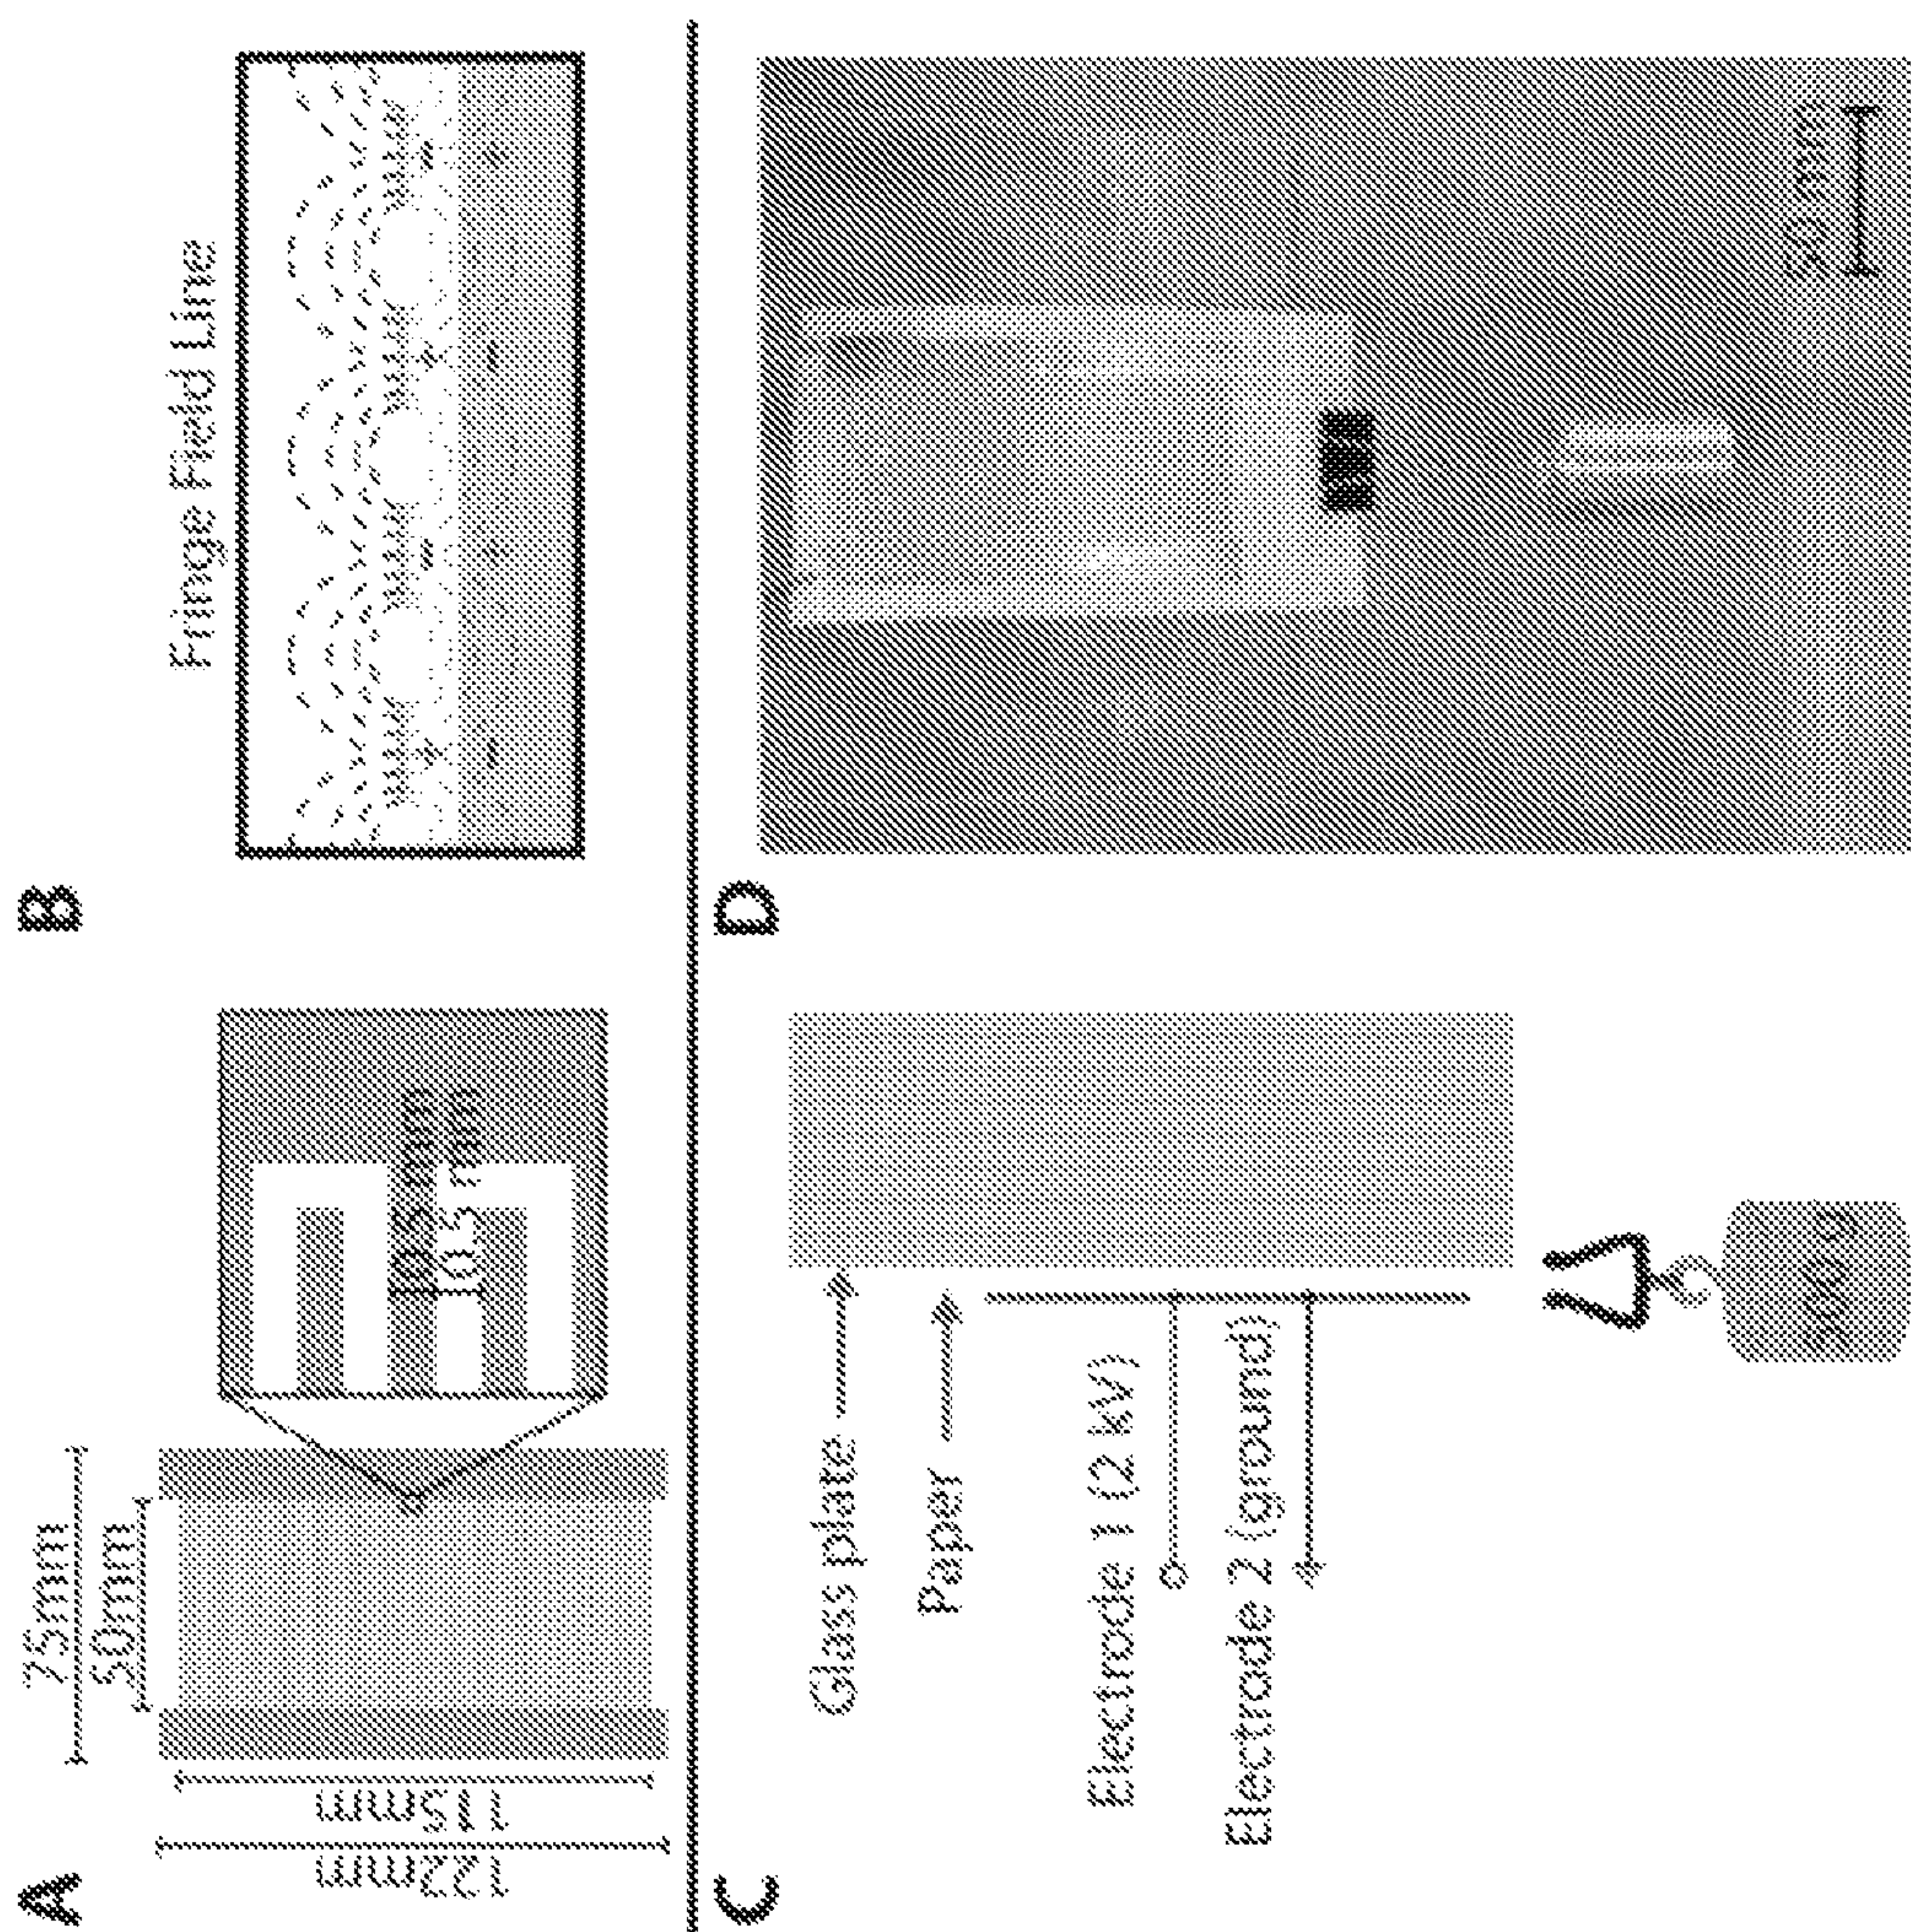 A
75mm
50mm
115mm
122mm
0.5 mm
0.5 mm
B
Fringe Field Line
C
Glass plate
Paper
Electrode 1 (2 kV)
Electrode 2 (ground)
D